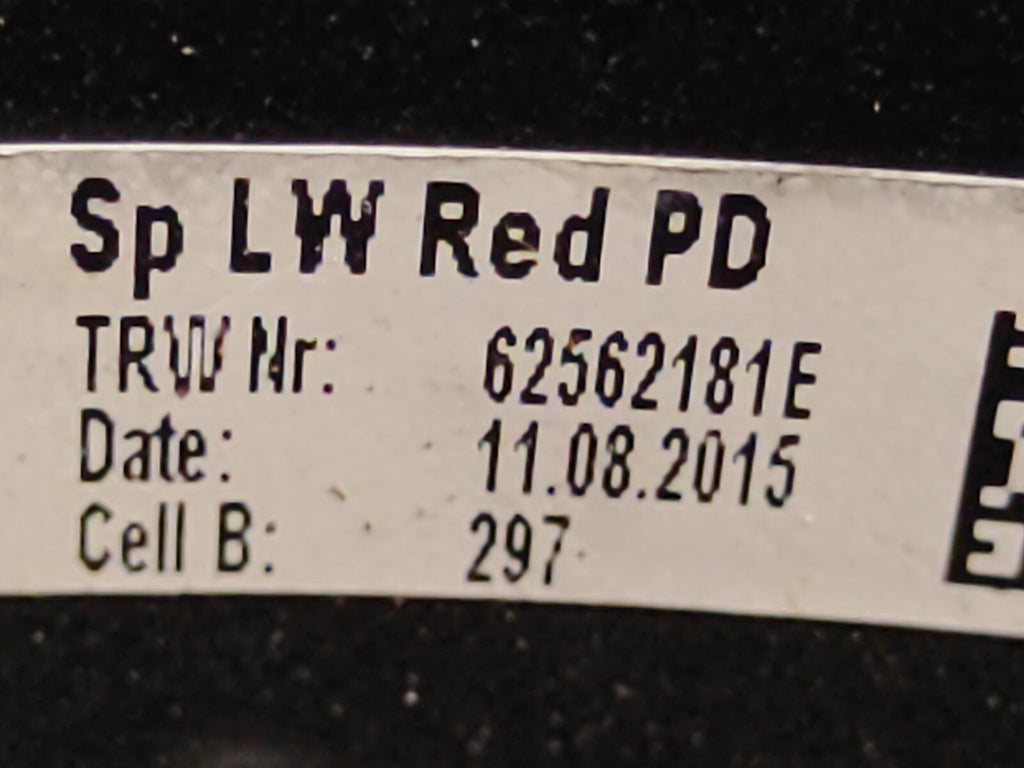 Sp LW Red PD
TRW Nr: 62562181E
Date: 11.08.2015
Cell B: 297